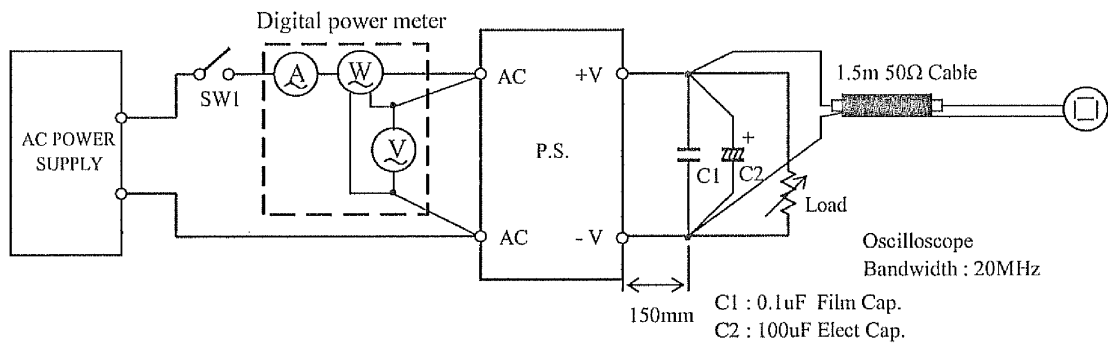 Digital power meter
AC POWER
SUPPLY
SW1
A
W
V
AC
AC
P.S.
+V
- V
C1
+
C2
Load
1.5m 50Ω Cable
Oscilloscope
Bandwidth : 20MHz
150mm
C1 : 0.1uF Film Cap.
C2 : 100uF Elect Cap.